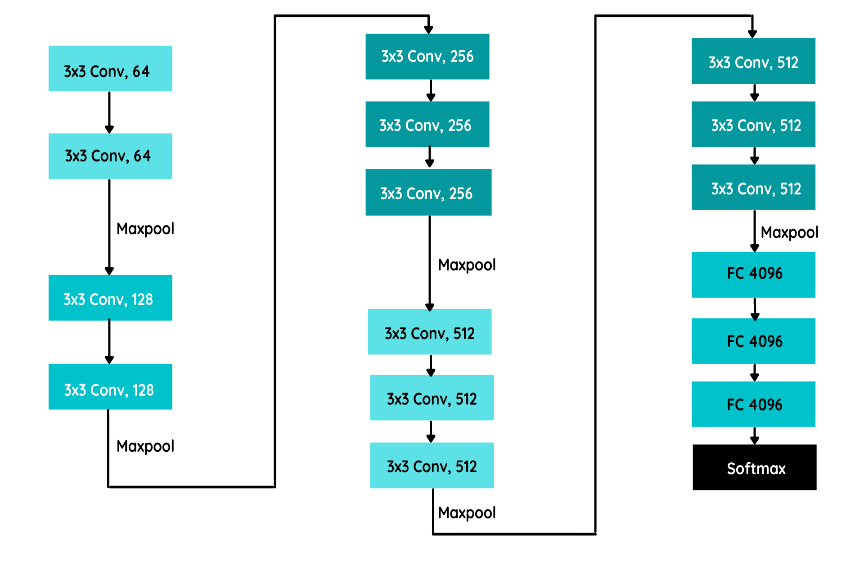 3x3 Conv, 64
3x3 Conv, 64
Maxpool
3x3 Conv, 128
3x3 Conv, 128
Maxpool
3x3 Conv, 256
3x3 Conv, 256
3x3 Conv, 256
Maxpool
3x3 Conv, 512
3x3 Conv, 512
3x3 Conv, 512
Maxpool
3x3 Conv, 512
3x3 Conv, 512
3x3 Conv, 512
Maxpool
FC 4096
FC 4096
FC 4096
Softmax